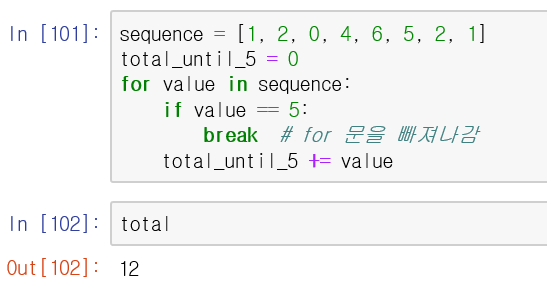 In [101]: sequence = [1, 2, 0, 4, 6, 5, 2, 1]
total_until_5 = 0
for value in sequence:
    if value == 5:
        break  # for 문을 빠져나감
    total_until_5 += value
In [102]: total
Out[102]: 12